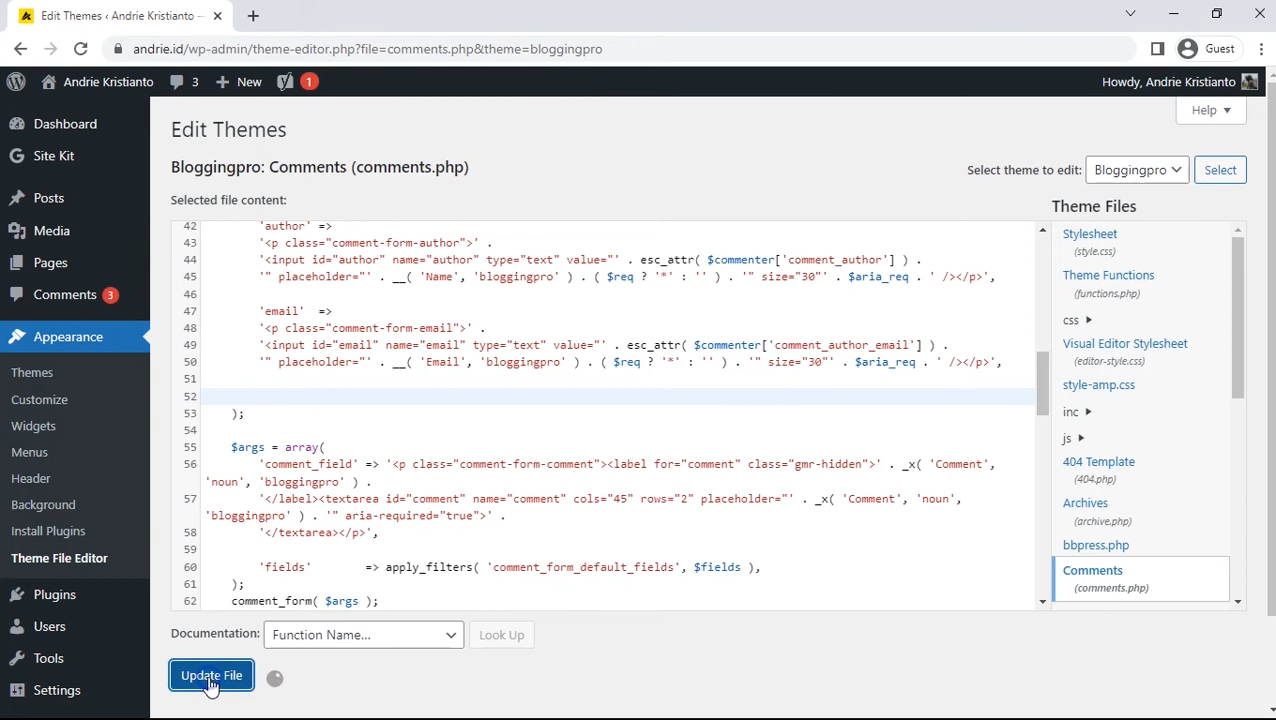 Edit Themes ‹ Andrie Kristianto —
andrie.id/wp-admin/theme-editor.php?file=comments.php&theme=bloggingpro
Guest
Andrie Kristianto
3
New
1
Howdy, Andrie Kristianto
Dashboard
Site Kit
Posts
Media
Pages
Comments 3
Appearance
Themes
Customize
Widgets
Menus
Header
Background
Install Plugins
Theme File Editor
Plugins
Users
Tools
Settings
Help
Edit Themes
Bloggingpro: Comments (comments.php)
Select theme to edit: Bloggingpro Select
Selected file content:
42 'author' =>
43 '<p class="comment-form-author">' .
44 '<input id="author" name="author" type="text" value="' . esc_attr( $commenter['comment_author'] ) .
45 '" placeholder="' . __( 'Name', 'bloggingpro' ) . ( $req ? '*' : '' ) . '" size="30"' . $aria_req . ' /></p>',
46
47 'email' =>
48 '<p class="comment-form-email">' .
49 '<input id="email" name="email" type="text" value="' . esc_attr( $commenter['comment_author_email'] ) .
50 '" placeholder="' . __( 'Email', 'bloggingpro' ) . ( $req ? '*' : '' ) . '" size="30"' . $aria_req . ' /></p>',
51
52
53 );
54
55 $args = array(
56 'comment_field' => '<p class="comment-form-comment"><label for="comment" class="gmr-hidden">' . _x( 'Comment',
'noun', 'bloggingpro' ) .
57 '</label><textarea id="comment" name="comment" cols="45" rows="2" placeholder="' . _x( 'Comment', 'noun',
'bloggingpro' ) . '" aria-required="true">' .
58 '</textarea></p>',
59
60 'fields' => apply_filters( 'comment_form_default_fields', $fields ),
61 );
62 comment_form( $args );
Theme Files
Stylesheet
(style.css)
Theme Functions
(functions.php)
css
Visual Editor Stylesheet
(editor-style.css)
style-amp.css
inc
js
404 Template
(404.php)
Archives
(archive.php)
bbpress.php
Comments
(comments.php)
Documentation: Function Name... Look Up
Update File